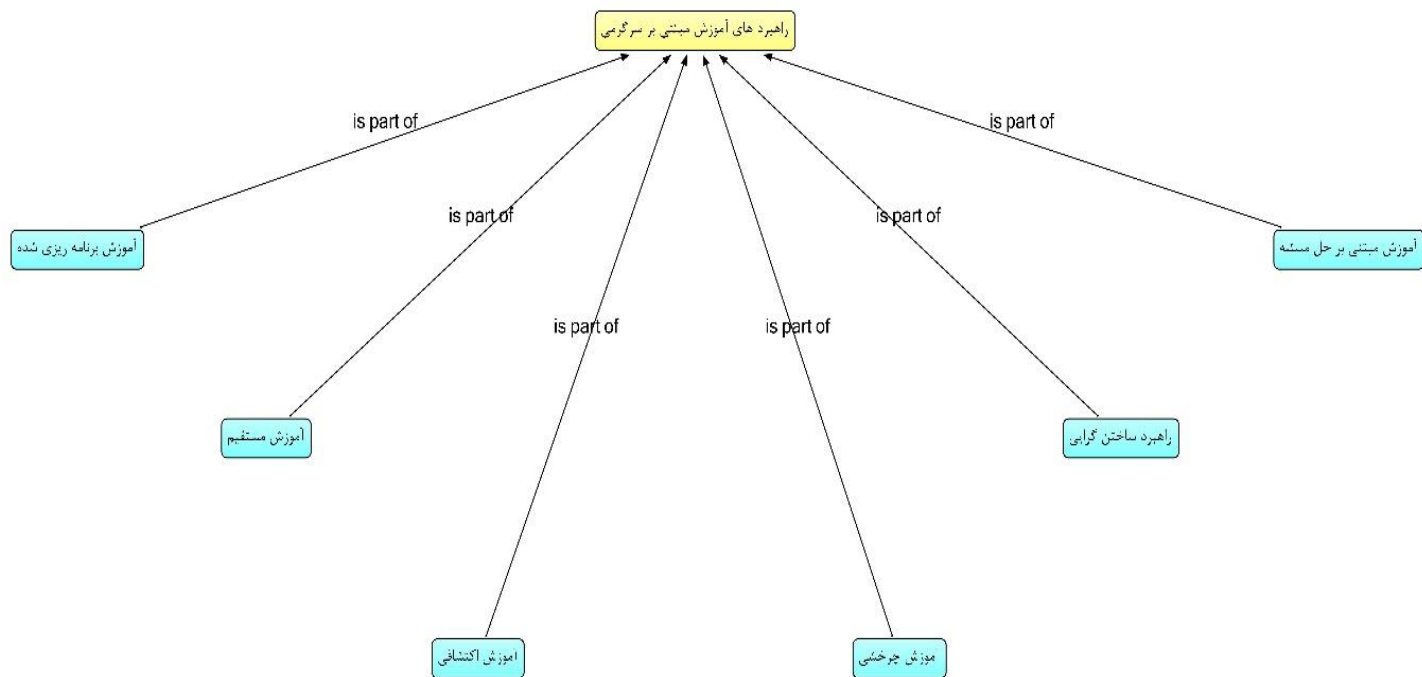 راهبرد های آموزش مبتنی بر سرگرمی
is part of
is part of
is part of
is part of
is part of
is part of
آموزش برنامه ریزی شده
آموزش مبتنی بر حل مسئله
آموزش مستقیم
راهبرد ساختن گرایی
آموزش اکتشافی
موزش چرخشی